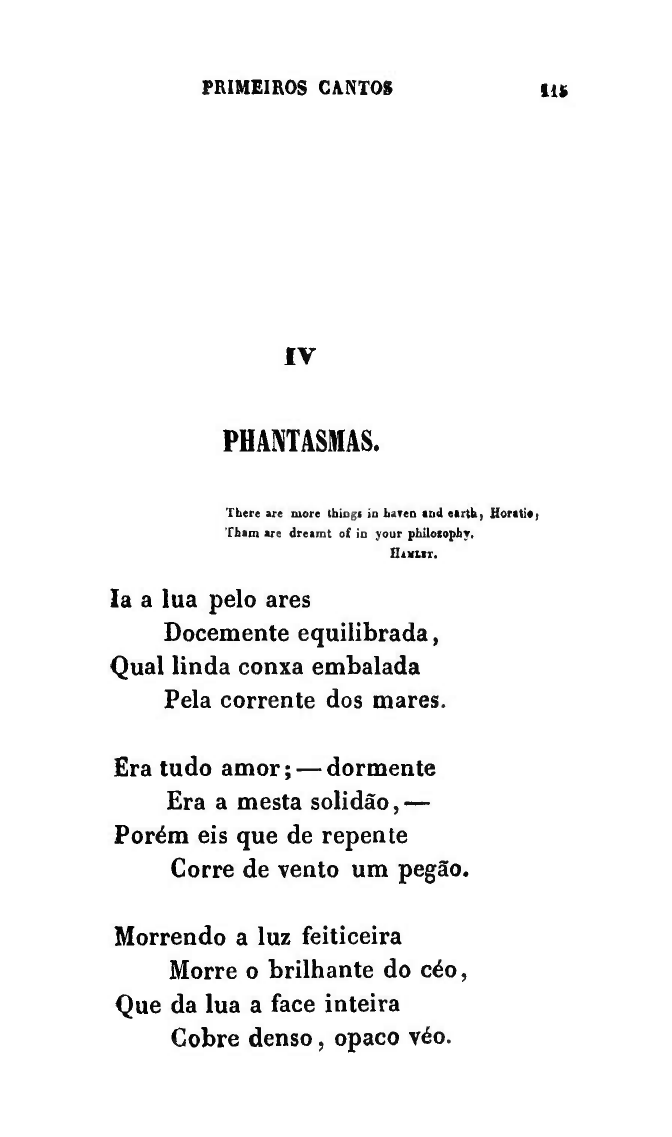 PRIMEIROS CANTOS 115
IV
PHANTASMAS.
There are more things in haven and earth, Horatio,
Tham are dreamt of in your philosophy.
HAMLET.
Ia a lua pelo ares
Docemente equilibrada,
Qual linda conxa embalada
Pela corrente dos mares.
Era tudo amor; — dormente
Era a mesta solidão, —
Porém eis que de repente
Corre de vento um pegão.
Morrendo a luz feiticeira
Morre o brilhante do céo,
Que da lua a face inteira
Cobre denso, opaco véo.